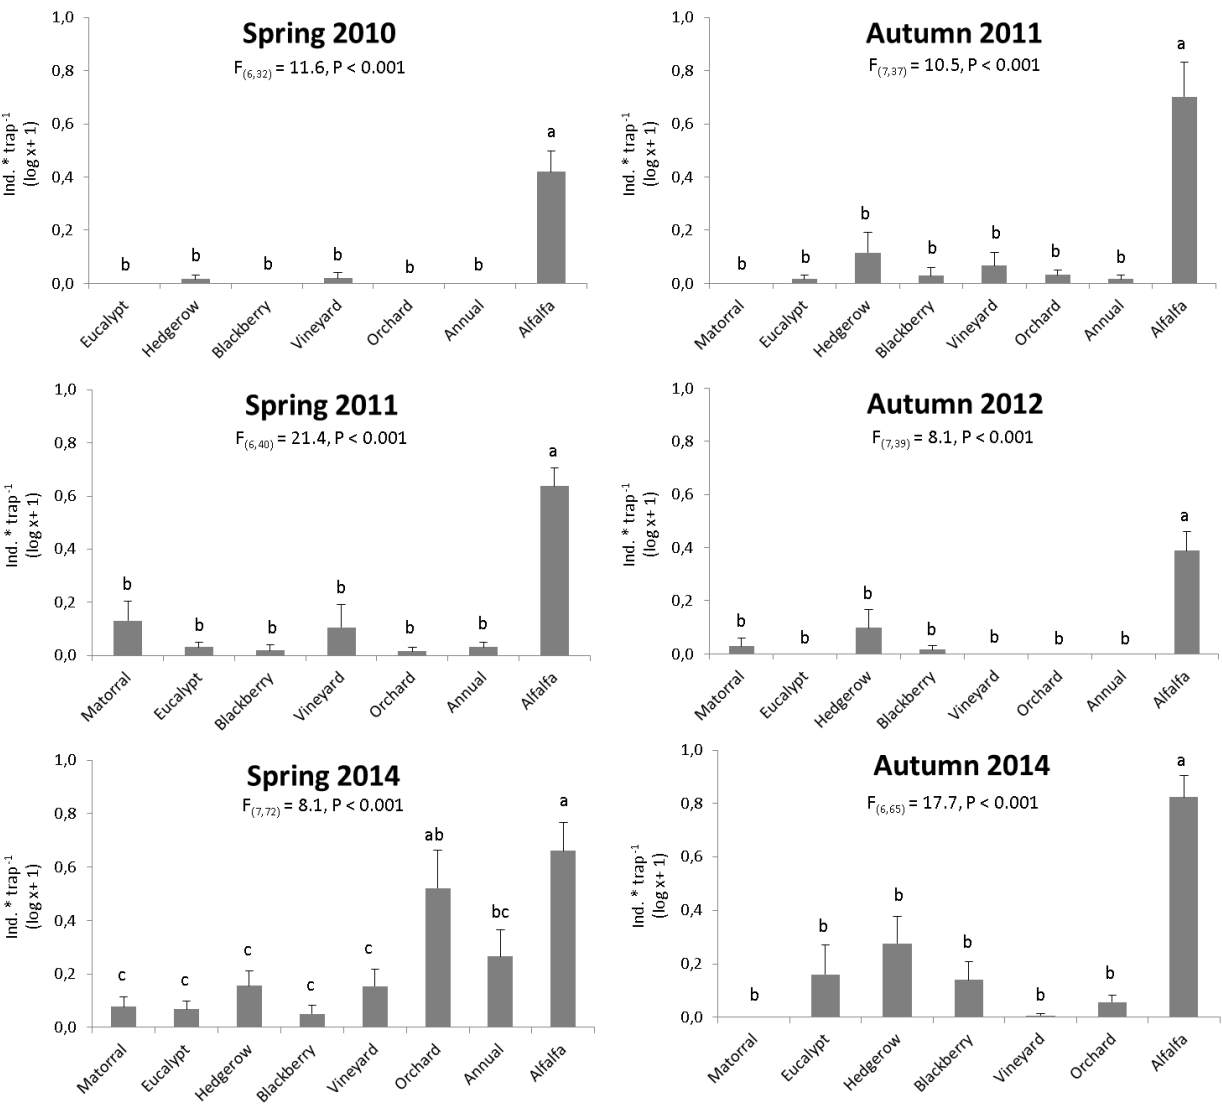 Spring 2010
F(6,32) = 11.6, P < 0.001
Ind. * trap-1
(log x+ 1)
1,0
0,8
0,6
0,4
0,2
0,0
b
b
b
b
b
b
a
Eucalypt
Hedgerow
Blackberry
Vineyard
Orchard
Annual
Alfalfa
Autumn 2011
F(7,37) = 10.5, P < 0.001
Ind. * trap-1
(log x+ 1)
1,0
0,8
0,6
0,4
0,2
0,0
b
b
b
b
b
b
b
a
Matorral
Eucalypt
Hedgerow
Blackberry
Vineyard
Orchard
Annual
Alfalfa
Spring 2011
F(6,40) = 21.4, P < 0.001
Ind. * trap-1
(log x+ 1)
1,0
0,8
0,6
0,4
0,2
0,0
b
b
b
b
b
b
a
Matorral
Eucalypt
Blackberry
Vineyard
Orchard
Annual
Alfalfa
Autumn 2012
F(7,39) = 8.1, P < 0.001
Ind. * trap-1
(log x+ 1)
1,0
0,8
0,6
0,4
0,2
0,0
b
b
b
b
b
b
b
a
Matorral
Eucalypt
Hedgerow
Blackberry
Vineyard
Orchard
Annual
Alfalfa
Spring 2014
F(7,72) = 8.1, P < 0.001
Ind. * trap-1
(log x+ 1)
1,0
0,8
0,6
0,4
0,2
0,0
c
c
c
c
c
ab
bc
a
Matorral
Eucalypt
Hedgerow
Blackberry
Vineyard
Orchard
Annual
Alfalfa
Autumn 2014
F(6,65) = 17.7, P < 0.001
Ind. * trap-1
(log x+ 1)
1,0
0,8
0,6
0,4
0,2
0,0
b
b
b
b
b
b
a
Matorral
Eucalypt
Hedgerow
Blackberry
Vineyard
Orchard
Alfalfa